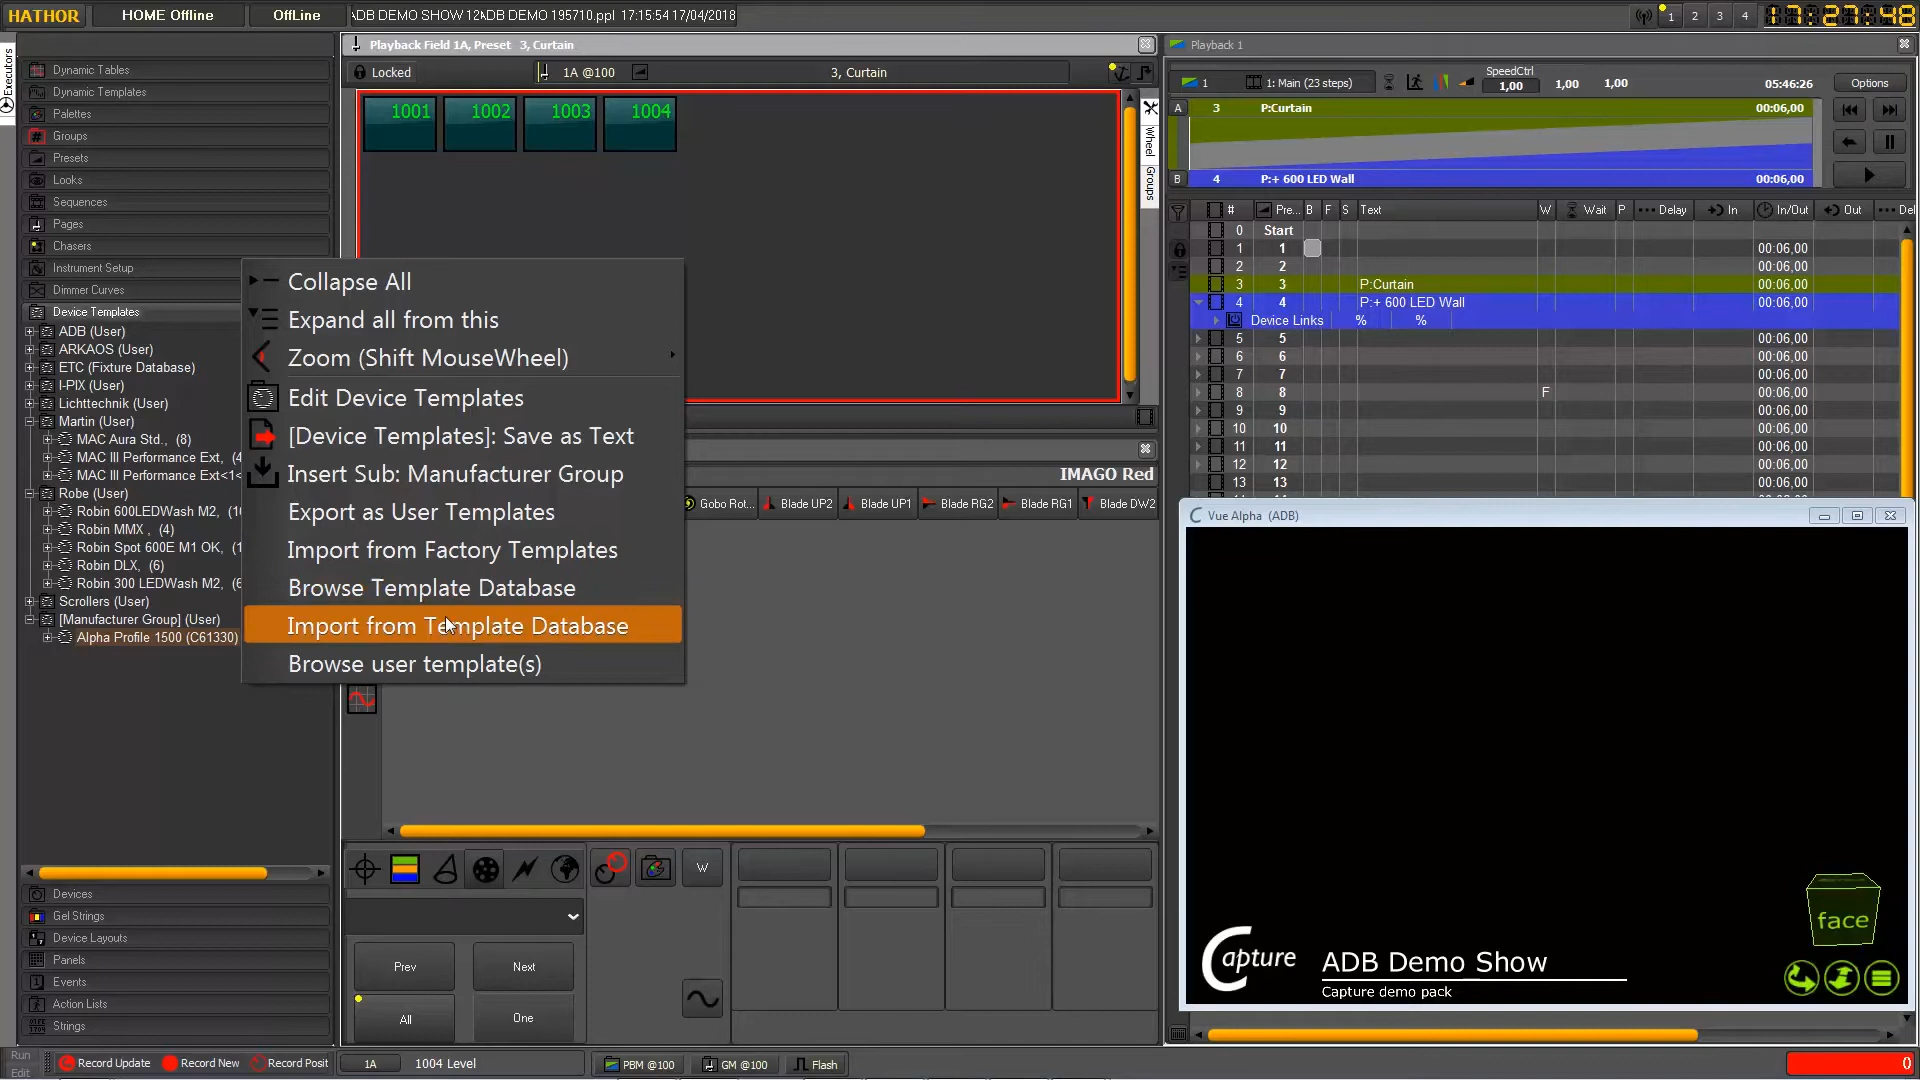 HATHOR HOME Offline OffLine ADB DEMO SHOW 12 ADB DEMO 195710.ppl 17:15:54 17/04/2018 1 2 3 4 17:27:48
Executors
Dynamic Tables
Dynamic Templates
Palettes
Groups
Presets
Looks
Sequences
Pages
Chasers
Instrument Setup
Dimmer Curves
Device Templates
ADB (User)
ARKAOS (User)
ETC (Fixture Database)
I-PIX (User)
Lichttechnik (User)
Martin (User)
MAC Aura Std., (8)
MAC III Performance Ext, (4
MAC III Performance Ext<1<
Robe (User)
Robin 600LEDWash M2, (10
Robin MMX , (4)
Robin Spot 600E M1 OK, (1
Robin DLX, (6)
Robin 300 LEDWash M2, (6
Scrollers (User)
[Manufacturer Group] (User)
Alpha Profile 1500 (C61330)
Devices
Gel Strings
Device Layouts
Panels
Events
Action Lists
Strings
Collapse All
Expand all from this
Zoom (Shift MouseWheel)
Edit Device Templates
[Device Templates]: Save as Text
Insert Sub: Manufacturer Group
Export as User Templates
Import from Factory Templates
Browse Template Database
Import from Template Database
Browse user template(s)
Playback Field 1A, Preset 3, Curtain
Locked 1A @100 3, Curtain
1001 1002 1003 1004
Wheel
Groups
IMAGO Red
Gobo Rot... Blade UP2 Blade UP1 Blade RG2 Blade RG1 Blade DW2
W
Prev Next
All One
Playback 1
1 1: Main (23 steps) SpeedCtrl 1,00 1,00 1,00 05:46:26 Options
A 3 P:Curtain 00:06,00
B 4 P:+ 600 LED Wall 00:06,00
# Pre... B F S Text W Wait P Delay In In/Out Out Del
0 Start
1 1 00:06,00
2 2 00:06,00
3 3 P:Curtain 00:06,00
4 4 P:+ 600 LED Wall 00:06,00
Device Links % %
5 5 00:06,00
6 6 00:06,00
7 7 00:06,00
8 8 F 00:06,00
9 9 00:06,00
10 10 00:06,00
11 11 00:06,00
12 12 00:06,00
13 13 00:06,00
Vue Alpha (ADB)
face
Capture ADB Demo Show
Capture demo pack
Run
Edit
Record Update Record New Record Posit 1A 1004 Level PBM @100 GM @100 Flash